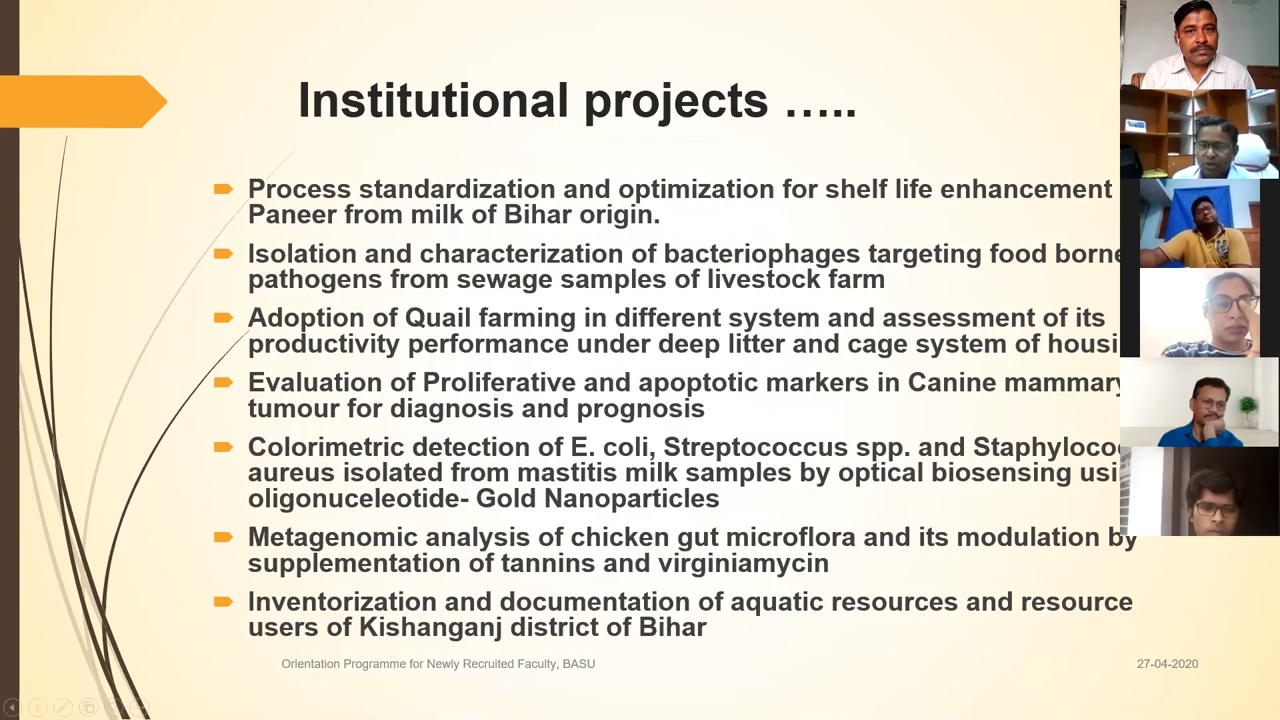 Institutional projects …..
Process standardization and optimization for shelf life enhancement
Paneer from milk of Bihar origin.
Isolation and characterization of bacteriophages targeting food borne
pathogens from sewage samples of livestock farm
Adoption of Quail farming in different system and assessment of its
productivity performance under deep litter and cage system of housi
Evaluation of Proliferative and apoptotic markers in Canine mammary
tumour for diagnosis and prognosis
Colorimetric detection of E. coli, Streptococcus spp. and Staphyloco
aureus isolated from mastitis milk samples by optical biosensing usi
oligonuceleotide- Gold Nanoparticles
Metagenomic analysis of chicken gut microflora and its modulation by
supplementation of tannins and virginiamycin
Inventorization and documentation of aquatic resources and resource
users of Kishanganj district of Bihar
Orientation Programme for Newly Recruited Faculty, BASU
27-04-2020